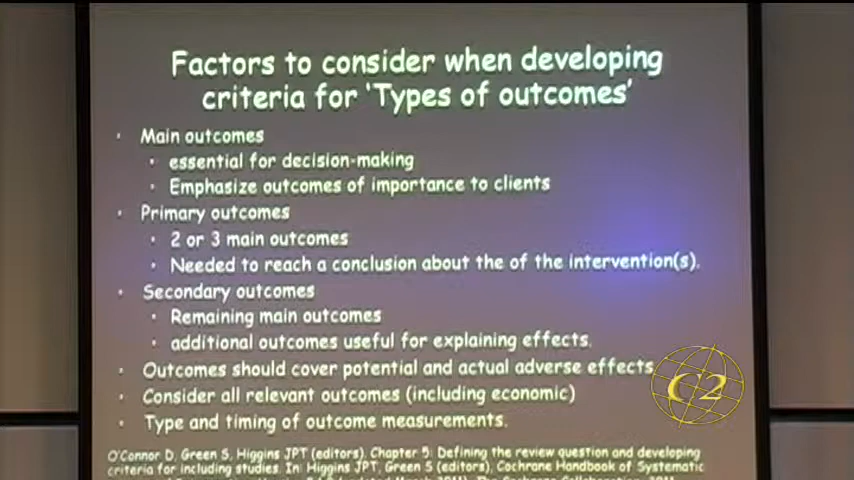 Factors to consider when developing
criteria for 'Types of outcomes'
• Main outcomes
• essential for decision-making
• Emphasize outcomes of importance to clients
• Primary outcomes
• 2 or 3 main outcomes
• Needed to reach a conclusion about the of the intervention(s).
• Secondary outcomes
• Remaining main outcomes
• additional outcomes useful for explaining effects.
• Outcomes should cover potential and actual adverse effects
• Consider all relevant outcomes (including economic)
• Type and timing of outcome measurements.
C2
O'Connor D, Green S, Higgins JPT (editors). Chapter 5: Defining the review question and developing
criteria for including studies. In: Higgins JPT, Green S (editors), Cochrane Handbook of Systematic